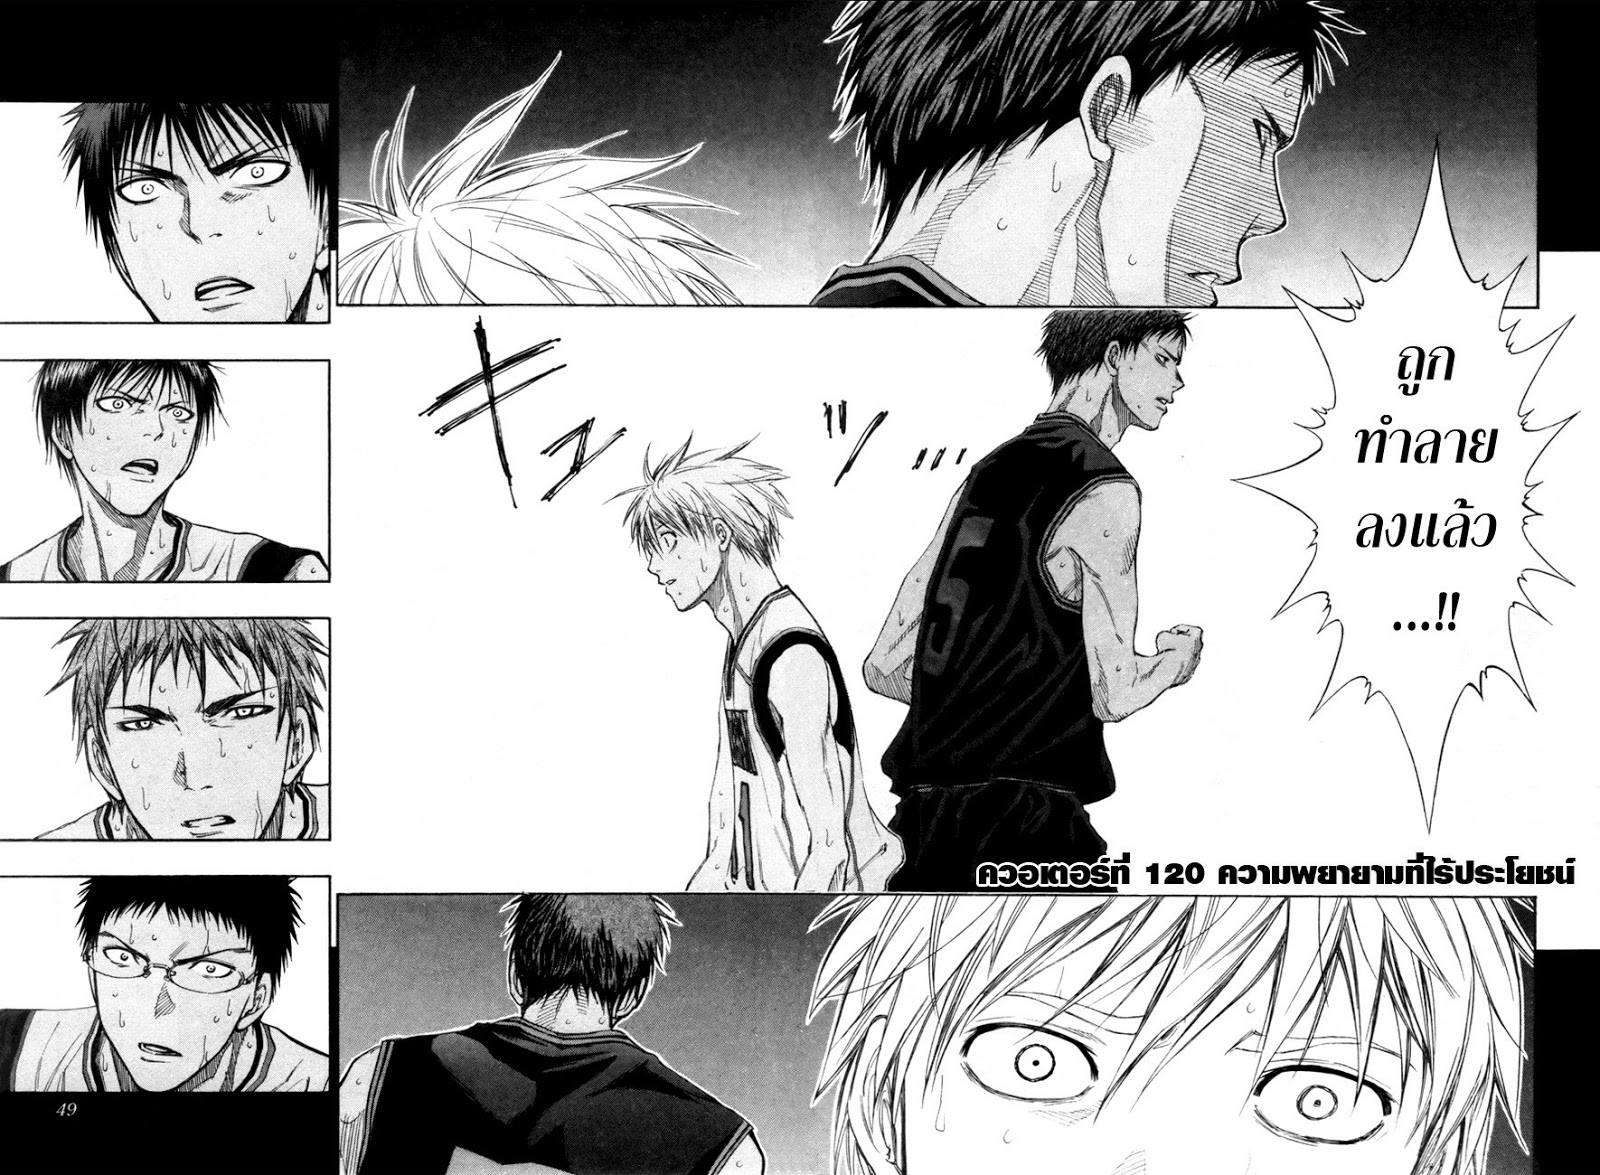 ถูก
ทำลาย
ลงแล้ว
...!!
キュッ...
ควอเตอร์ที่ 120 ความพยายามที่ไร้ประโยชน์
49